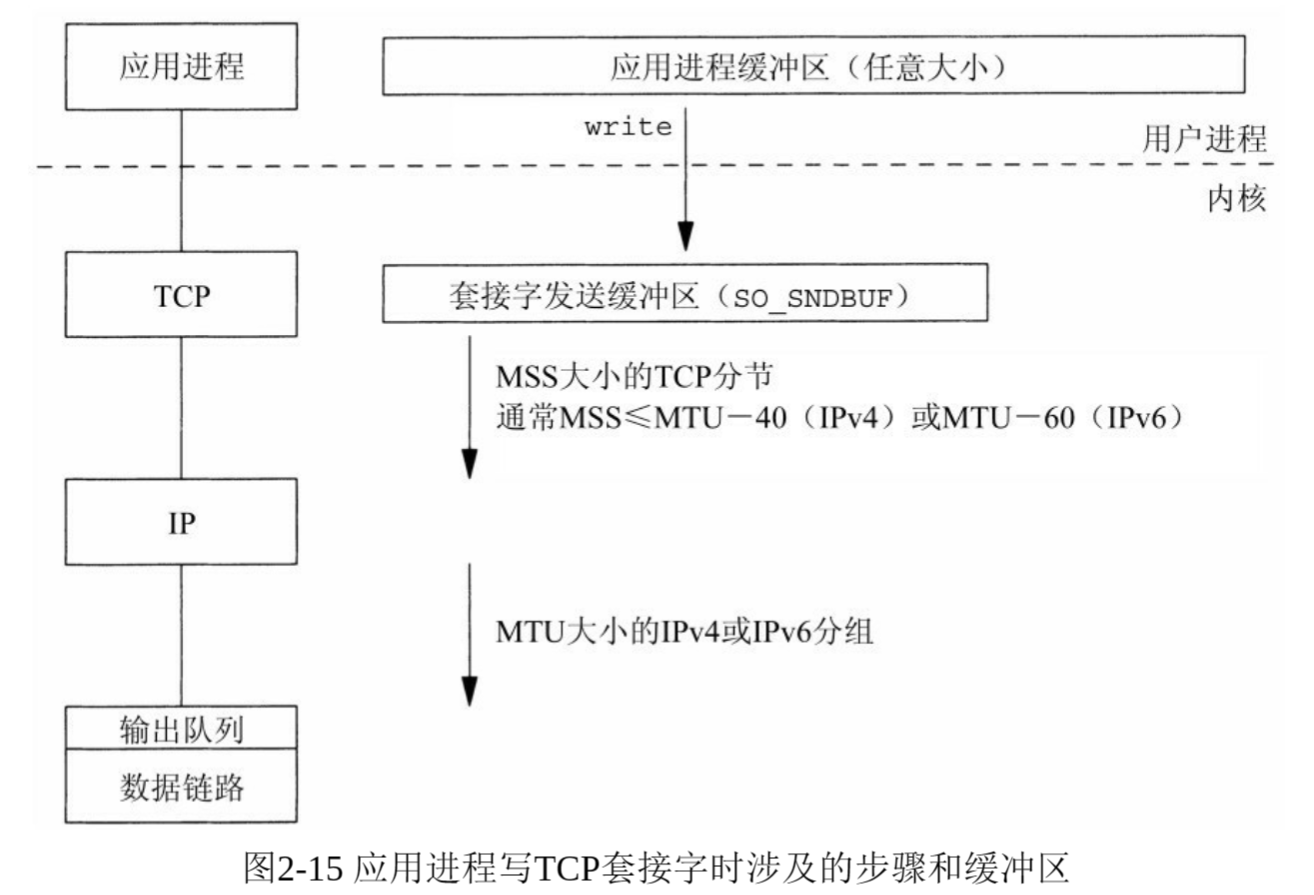 应用进程
应用进程缓冲区（任意大小）
write
用户进程
内核
TCP
套接字发送缓冲区（SO_SNDBUF）
MSS大小的TCP分节
通常MSS≤MTU－40（IPv4）或MTU－60（IPv6）
IP
MTU大小的IPv4或IPv6分组
输出队列
数据链路
图2-15 应用进程写TCP套接字时涉及的步骤和缓冲区